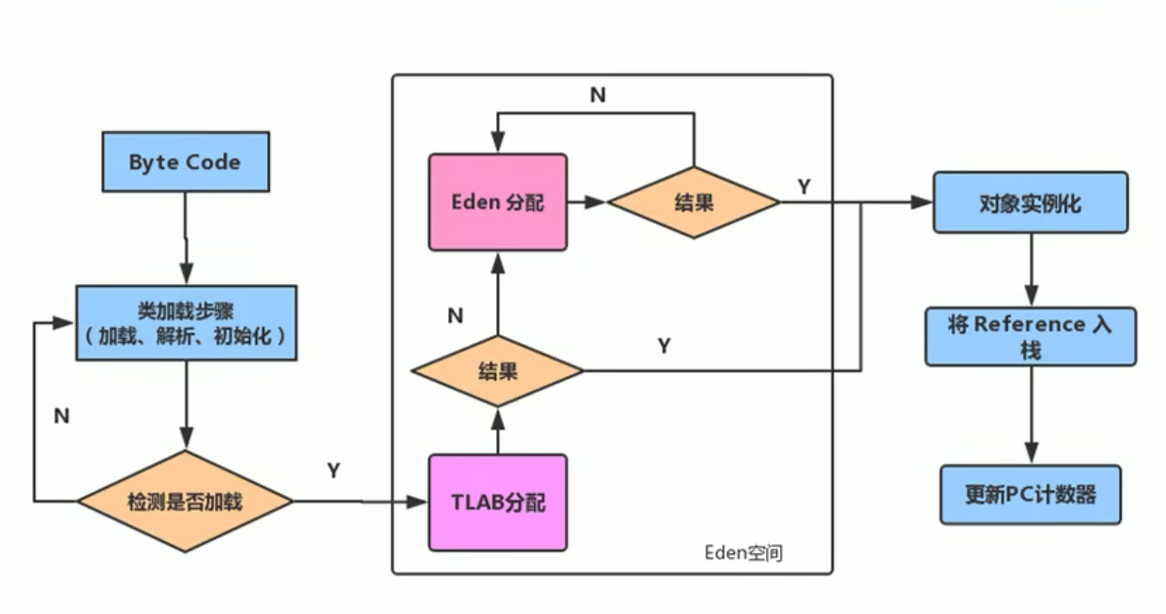 Byte Code
类加载步骤
（加载、解析、初始化）
N
检测是否加载
Y
N
Eden 分配
结果
Y
N
结果
Y
TLAB分配
Eden空间
对象实例化
将 Reference 入
栈
更新PC计数器